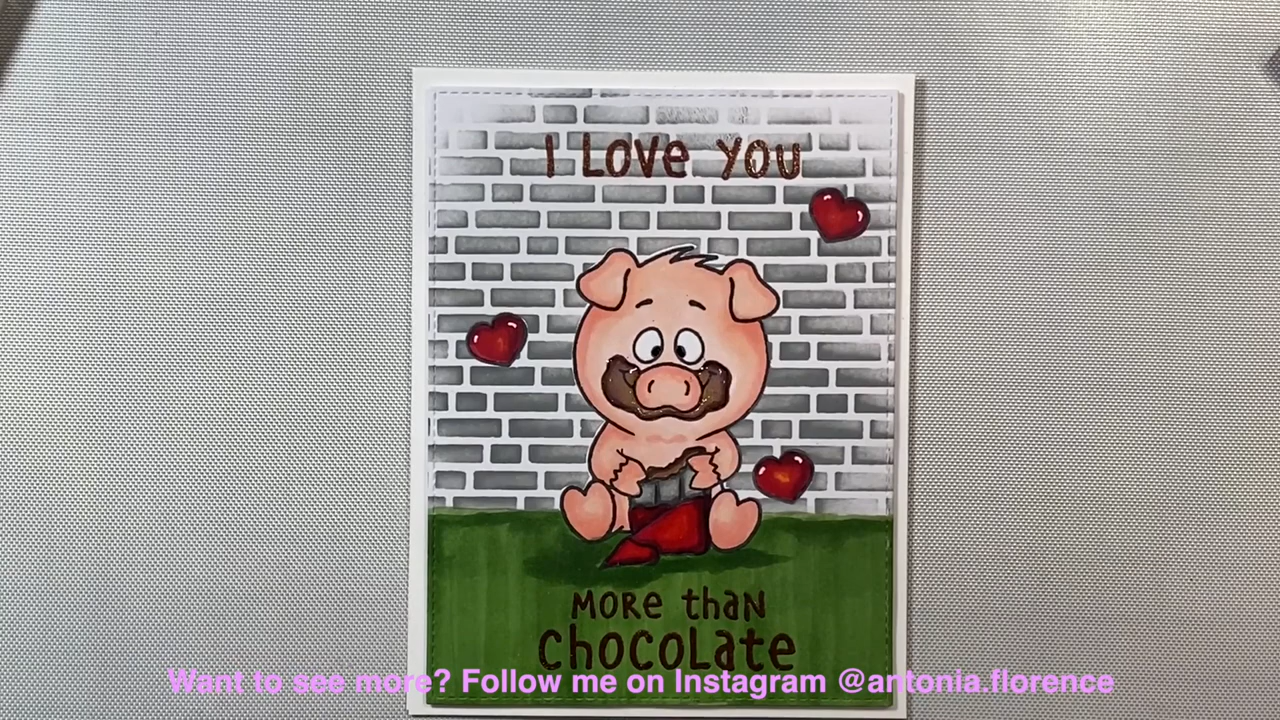 I LOVE YOU
MORE thaN
chocoLatE
Want to see more? Follow me on Instagram @antonia.florence